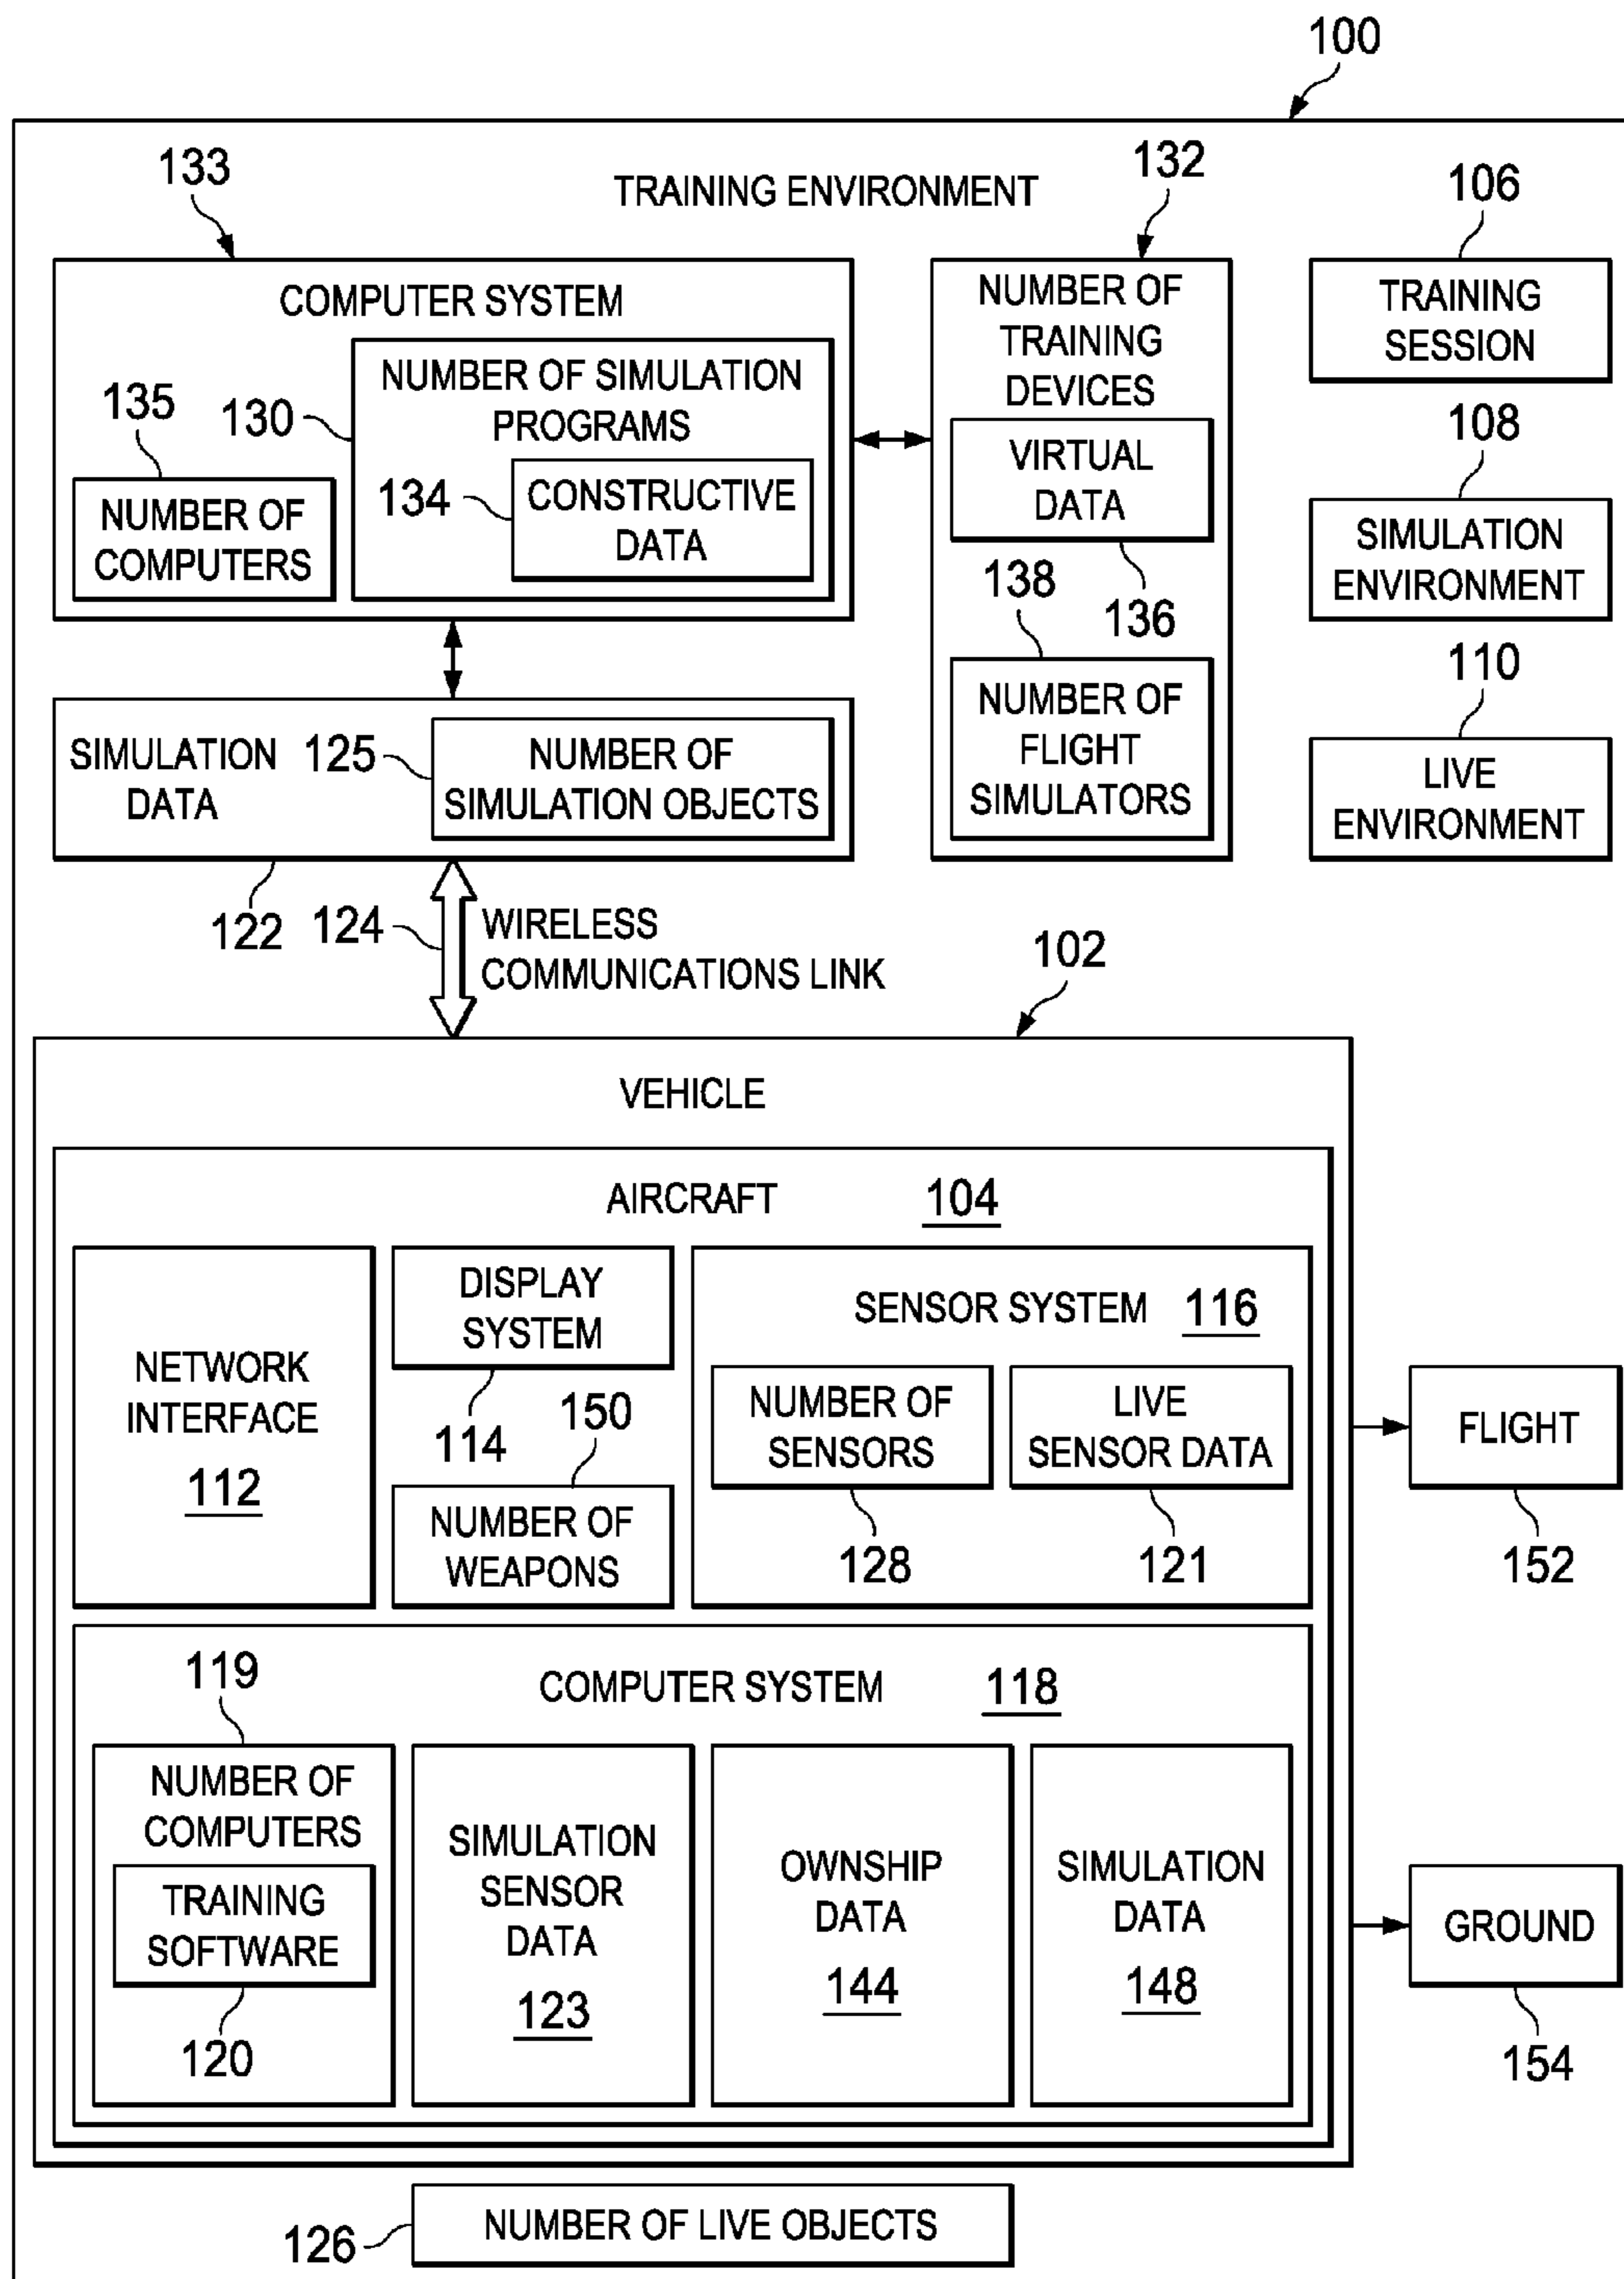 100
133
TRAINING ENVIRONMENT
132
106
COMPUTER SYSTEM
NUMBER OF SIMULATION
PROGRAMS
130
135
134
CONSTRUCTIVE
DATA
NUMBER OF
COMPUTERS
NUMBER OF
TRAINING
DEVICES
VIRTUAL
DATA
136
138
NUMBER OF
FLIGHT
SIMULATORS
TRAINING
SESSION
108
SIMULATION
ENVIRONMENT
110
LIVE
ENVIRONMENT
SIMULATION
DATA
125
NUMBER OF
SIMULATION OBJECTS
122
124
WIRELESS
COMMUNICATIONS LINK
102
VEHICLE
AIRCRAFT 104
NETWORK
INTERFACE
112
DISPLAY
SYSTEM
114
150
NUMBER OF
WEAPONS
SENSOR SYSTEM 116
NUMBER OF
SENSORS
128
LIVE
SENSOR DATA
121
FLIGHT
152
119
COMPUTER SYSTEM 118
NUMBER OF
COMPUTERS
TRAINING
SOFTWARE
120
SIMULATION
SENSOR
DATA
123
OWNSHIP
DATA
144
SIMULATION
DATA
148
GROUND
154
126
NUMBER OF LIVE OBJECTS